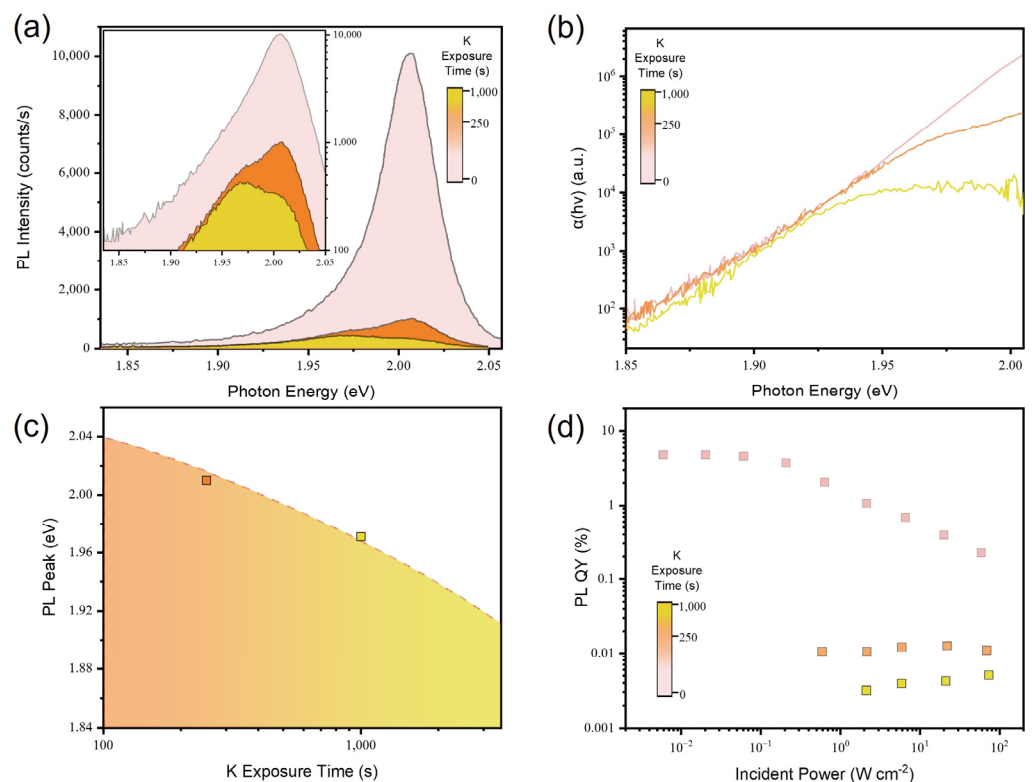 (a)
PL Intensity (counts/s)
10,000
8,000
6,000
4,000
2,000
0
1.85
1.90
1.95
2.00
2.05
Photon Energy (eV)
10,000
1,000
100
1.85
1.90
1.95
2.00
2.05
K
Exposure
Time (s)
1,000
250
0
(b)
α(hν) (a.u.)
10⁶
10⁵
10⁴
10³
10²
1.85
1.90
1.95
2.00
Photon Energy (eV)
K
Exposure
Time (s)
1,000
250
0
(c)
PL Peak (eV)
2.04
2.00
1.96
1.92
1.88
1.84
100
1,000
K Exposure Time (s)
(d)
PL QY (%)
10
1
0.1
0.01
0.001
10⁻²
10⁻¹
10⁰
10¹
10²
Incident Power (W cm⁻²)
K
Exposure
Time (s)
1,000
250
0